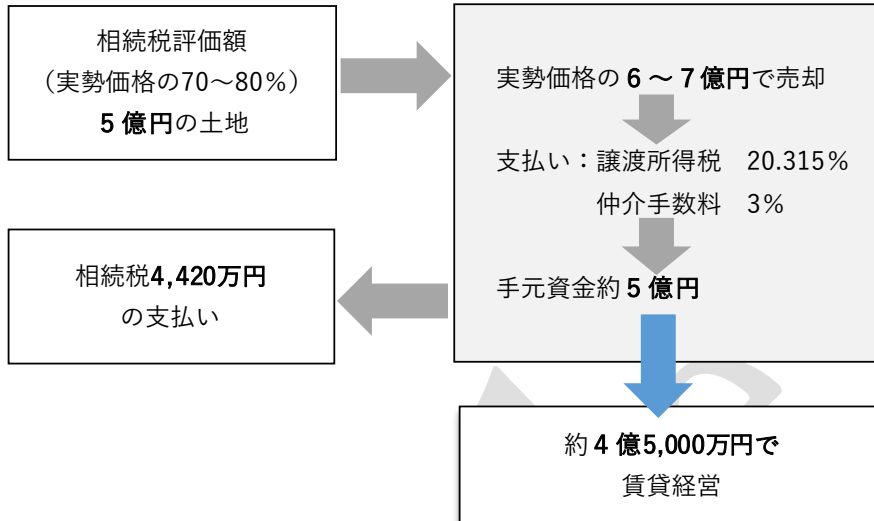 相続税評価額
（実勢価格の70～80％）
5億円の土地
実勢価格の6～7億円で売却
支払い：譲渡所得税　20.315％
仲介手数料　3％
手元資金約5億円
相続税4,420万円
の支払い
約4億5,000万円で
賃貸経営